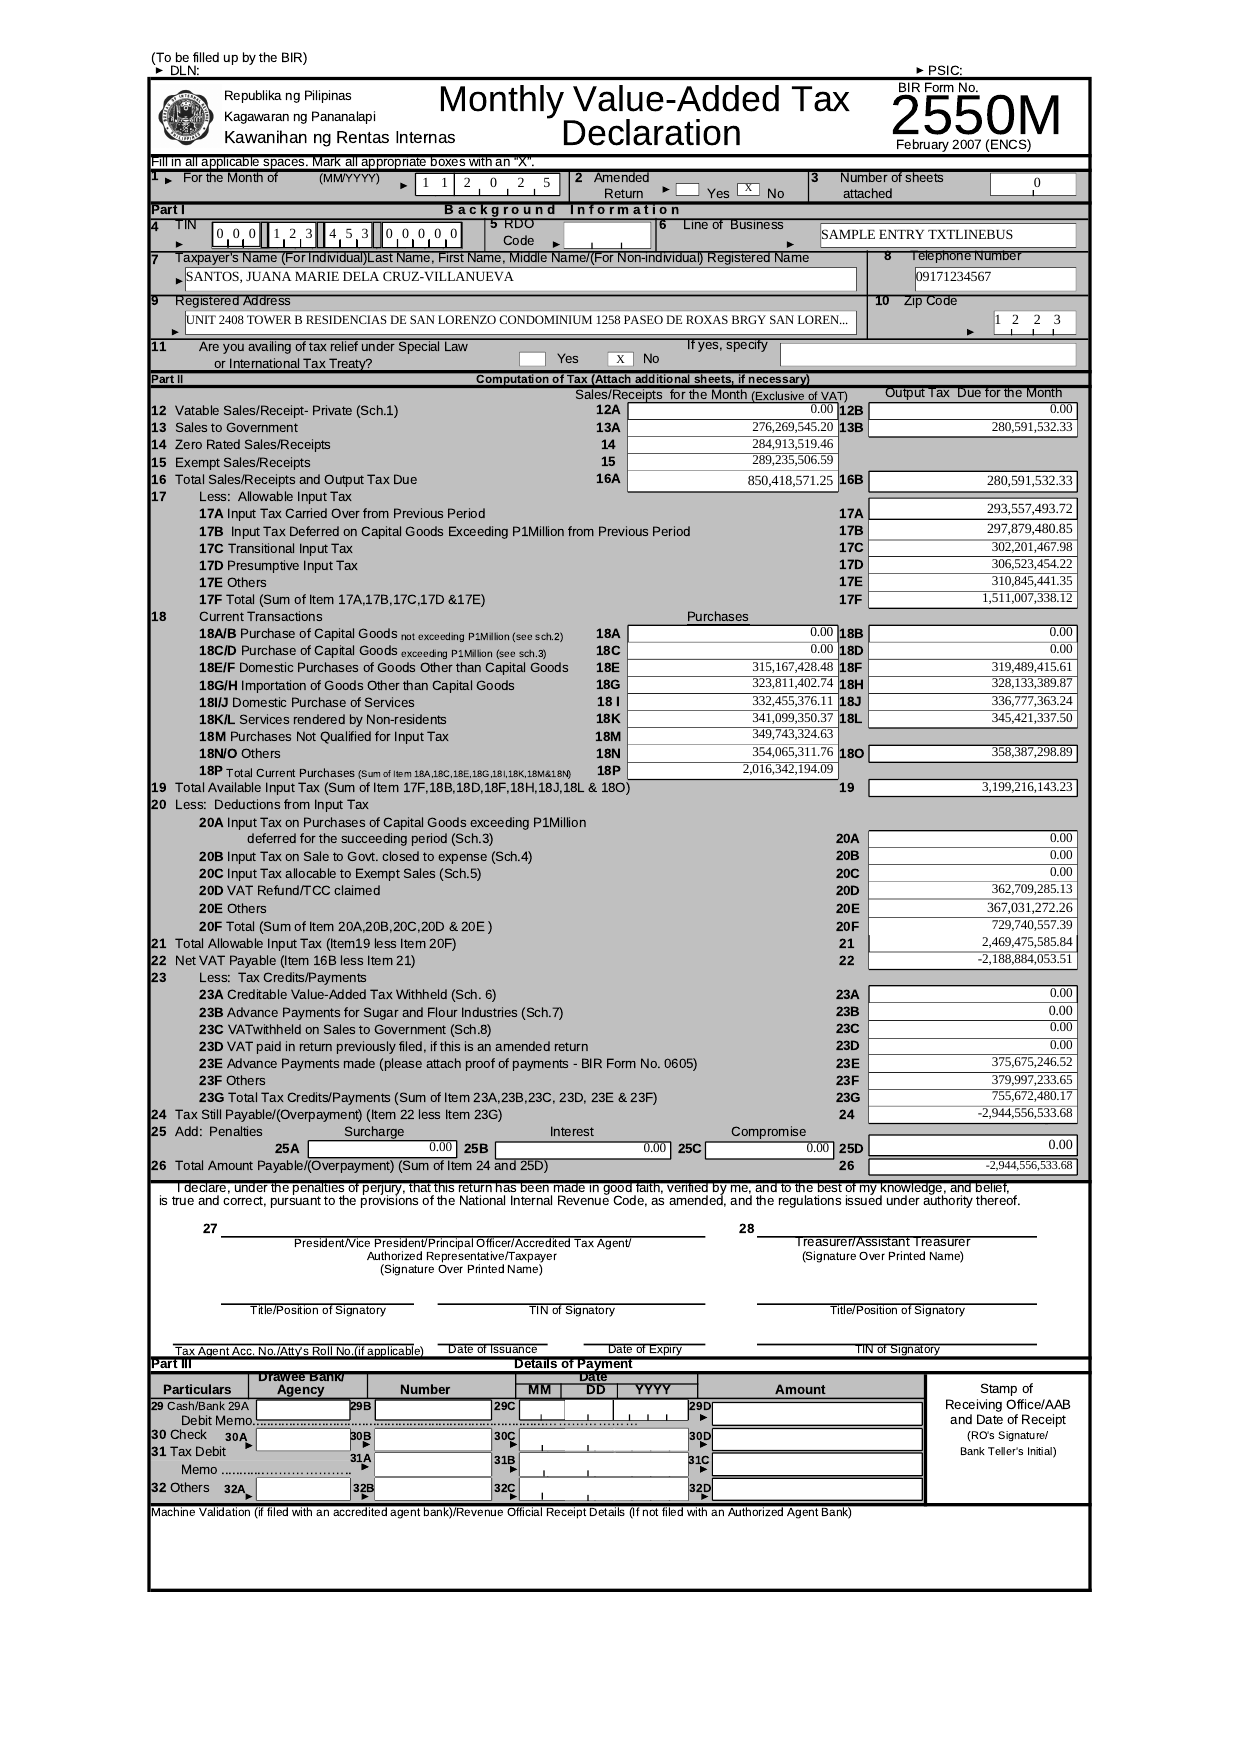 (To be filled up by the BIR)
► DLN: ► PSIC:
Republika ng Pilipinas
Kagawaran ng Pananalapi
Kawanihan ng Rentas Internas
Monthly Value-Added Tax
Declaration
BIR Form No.
2550M
February 2007 (ENCS)
Fill in all applicable spaces. Mark all appropriate boxes with an "X".
1 ► For the Month of (MM/YYYY) ► 1 1 2 0 2 5 2 Amended Return ► Yes X No 3 Number of sheets attached 0
Part I Background Information
4 TIN ► 0 0 0 1 2 3 4 5 3 0 0 0 0 0 5 RDO Code ► 6 Line of Business ► SAMPLE ENTRY TXTLINEBUS
7 Taxpayer's Name (For Individual)Last Name, First Name, Middle Name/(For Non-individual) Registered Name 8 Telephone Number
► SANTOS, JUANA MARIE DELA CRUZ-VILLANUEVA 09171234567
9 Registered Address 10 Zip Code
► UNIT 2408 TOWER B RESIDENCIAS DE SAN LORENZO CONDOMINIUM 1258 PASEO DE ROXAS BRGY SAN LOREN... ► 1 2 2 3
11 Are you availing of tax relief under Special Law
or International Tax Treaty? Yes X No If yes, specify
Part II Computation of Tax (Attach additional sheets, if necessary)
Sales/Receipts for the Month (Exclusive of VAT) Output Tax Due for the Month
12 Vatable Sales/Receipt- Private (Sch.1) 12A 0.00 12B 0.00
13 Sales to Government 13A 276,269,545.20 13B 280,591,532.33
14 Zero Rated Sales/Receipts 14 284,913,519.46
15 Exempt Sales/Receipts 15 289,235,506.59
16 Total Sales/Receipts and Output Tax Due 16A 850,418,571.25 16B 280,591,532.33
17 Less: Allowable Input Tax
17A Input Tax Carried Over from Previous Period 17A 293,557,493.72
17B Input Tax Deferred on Capital Goods Exceeding P1Million from Previous Period 17B 297,879,480.85
17C Transitional Input Tax 17C 302,201,467.98
17D Presumptive Input Tax 17D 306,523,454.22
17E Others 17E 310,845,441.35
17F Total (Sum of Item 17A,17B,17C,17D &17E) 17F 1,511,007,338.12
18 Current Transactions Purchases
18A/B Purchase of Capital Goods not exceeding P1Million (see sch.2) 18A 0.00 18B 0.00
18C/D Purchase of Capital Goods exceeding P1Million (see sch.3) 18C 0.00 18D 0.00
18E/F Domestic Purchases of Goods Other than Capital Goods 18E 315,167,428.48 18F 319,489,415.61
18G/H Importation of Goods Other than Capital Goods 18G 323,811,402.74 18H 328,133,389.87
18I/J Domestic Purchase of Services 18 I 332,455,376.11 18J 336,777,363.24
18K/L Services rendered by Non-residents 18K 341,099,350.37 18L 345,421,337.50
18M Purchases Not Qualified for Input Tax 18M 349,743,324.63
18N/O Others 18N 354,065,311.76 18O 358,387,298.89
18P Total Current Purchases (Sum of Item 18A,18C,18E,18G,18I,18K,18M&18N) 18P 2,016,342,194.09
19 Total Available Input Tax (Sum of Item 17F,18B,18D,18F,18H,18J,18L & 18O) 19 3,199,216,143.23
20 Less: Deductions from Input Tax
20A Input Tax on Purchases of Capital Goods exceeding P1Million
deferred for the succeeding period (Sch.3) 20A 0.00
20B Input Tax on Sale to Govt. closed to expense (Sch.4) 20B 0.00
20C Input Tax allocable to Exempt Sales (Sch.5) 20C 0.00
20D VAT Refund/TCC claimed 20D 362,709,285.13
20E Others 20E 367,031,272.26
20F Total (Sum of Item 20A,20B,20C,20D & 20E ) 20F 729,740,557.39
21 Total Allowable Input Tax (Item19 less Item 20F) 21 2,469,475,585.84
22 Net VAT Payable (Item 16B less Item 21) 22 -2,188,884,053.51
23 Less: Tax Credits/Payments
23A Creditable Value-Added Tax Withheld (Sch. 6) 23A 0.00
23B Advance Payments for Sugar and Flour Industries (Sch.7) 23B 0.00
23C VATwithheld on Sales to Government (Sch.8) 23C 0.00
23D VAT paid in return previously filed, if this is an amended return 23D 0.00
23E Advance Payments made (please attach proof of payments - BIR Form No. 0605) 23E 375,675,246.52
23F Others 23F 379,997,233.65
23G Total Tax Credits/Payments (Sum of Item 23A,23B,23C, 23D, 23E & 23F) 23G 755,672,480.17
24 Tax Still Payable/(Overpayment) (Item 22 less Item 23G) 24 -2,944,556,533.68
25 Add: Penalties Surcharge Interest Compromise
25A 0.00 25B 0.00 25C 0.00 25D 0.00
26 Total Amount Payable/(Overpayment) (Sum of Item 24 and 25D) 26 -2,944,556,533.68
I declare, under the penalties of perjury, that this return has been made in good faith, verified by me, and to the best of my knowledge, and belief,
is true and correct, pursuant to the provisions of the National Internal Revenue Code, as amended, and the regulations issued under authority thereof.
27 28
President/Vice President/Principal Officer/Accredited Tax Agent/ Treasurer/Assistant Treasurer
Authorized Representative/Taxpayer (Signature Over Printed Name)
(Signature Over Printed Name)
Title/Position of Signatory TIN of Signatory Title/Position of Signatory
Tax Agent Acc. No./Atty's Roll No.(if applicable) Date of Issuance Date of Expiry TIN of Signatory
Part III Details of Payment
Particulars Drawee Bank/ Agency Number Date MM DD YYYY Amount
Stamp of
Receiving Office/AAB
and Date of Receipt
(RO's Signature/
Bank Teller's Initial)
29 Cash/Bank 29A 29B 29C 29D
Debit Memo ►
30 Check 30A ► 30B ► 30C ► 30D ►
31 Tax Debit 31A ► 31B ► 31C ►
Memo
32 Others 32A ► 32B ► 32C ► 32D ►
Machine Validation (if filed with an accredited agent bank)/Revenue Official Receipt Details (If not filed with an Authorized Agent Bank)